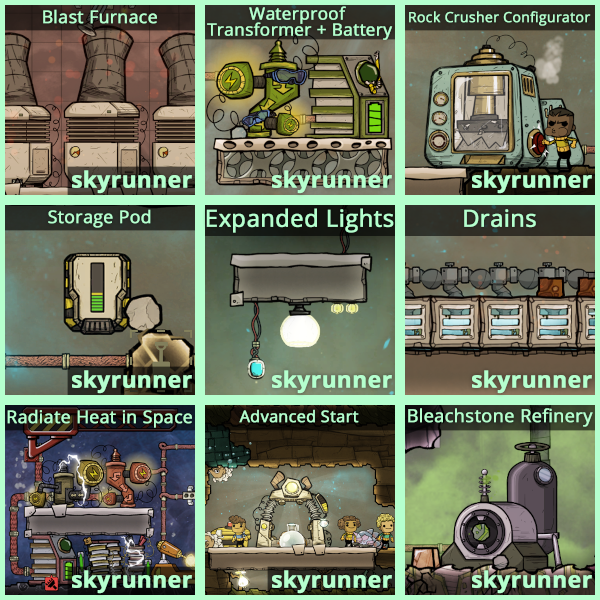 Blast Furnace
skyrunner
Waterproof
Transformer + Battery
skyrunner
Rock Crusher Configurator
skyrunner
Storage Pod
skyrunner
Expanded Lights
skyrunner
Drains
skyrunner
Radiate Heat in Space
skyrunner
Advanced Start
skyrunner
Bleachstone Refinery
skyrunner